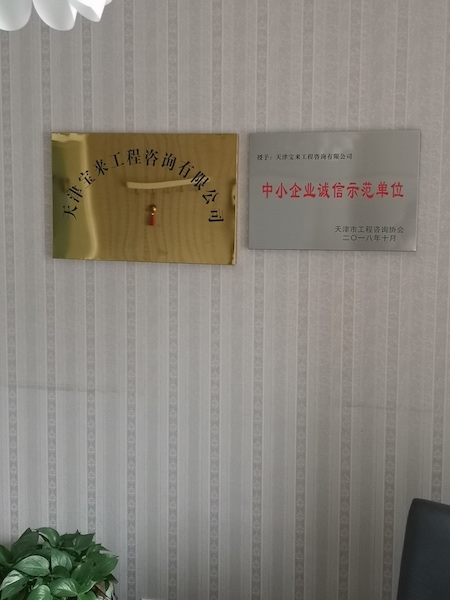 天津宝来工程咨询有限公司
授予：天津宝来工程咨询有限公司
中小企业诚信示范单位
天津市工程咨询协会
二〇一八年十月